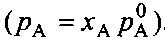 (p_A = x_A p_A^0).